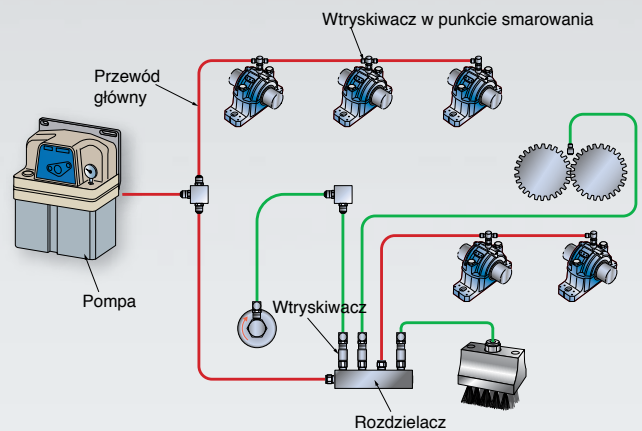 Wtryskiwacz w punkcie smarowania
Przewód
główny
Pompa
Wtryskiwacz
Rozdzielacz